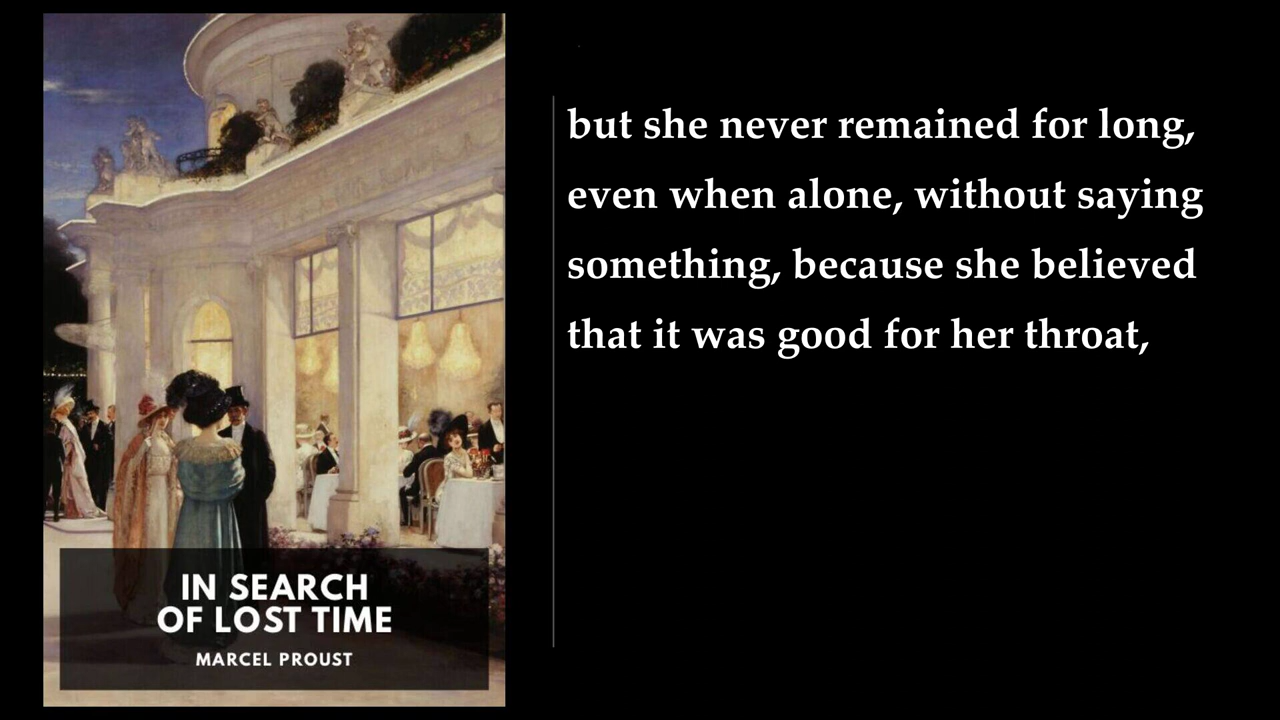 but she never remained for long,
even when alone, without saying
something, because she believed
that it was good for her throat,
IN SEARCH
OF LOST TIME
MARCEL PROUST